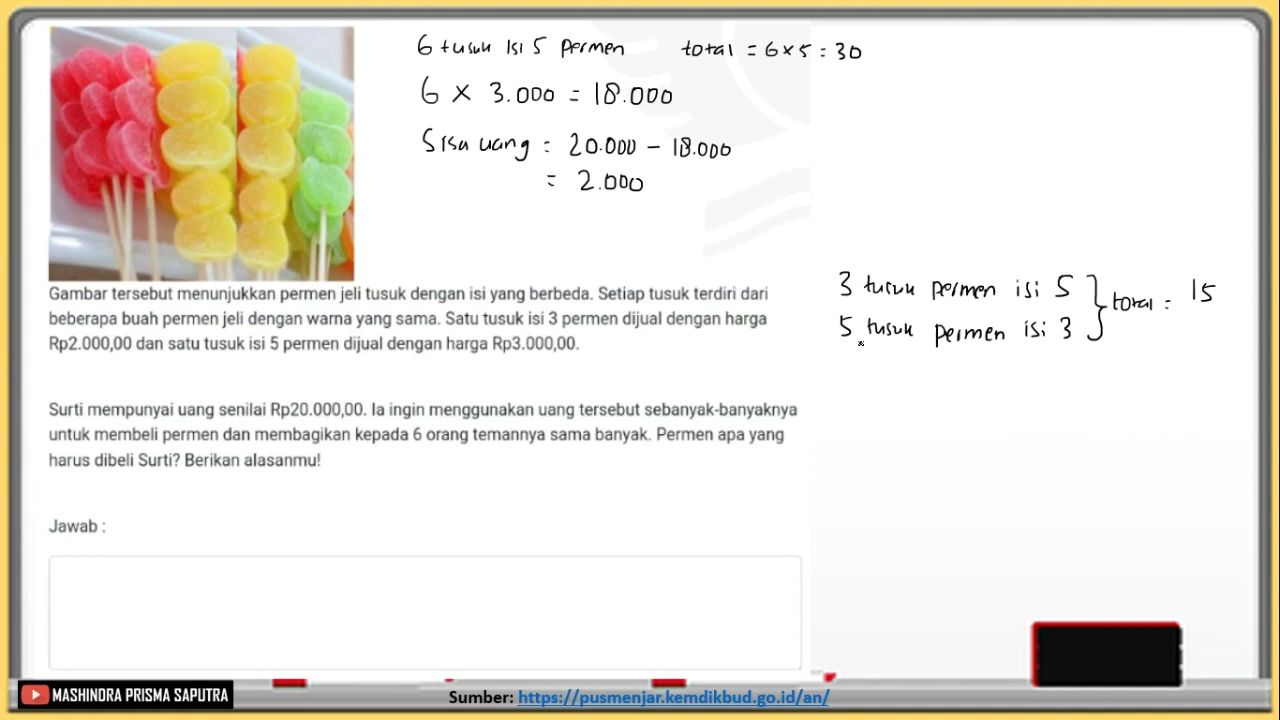 6 tusuk isi 5 permen total = 6 x 5 = 30
6 x 3.000 = 18.000
Sisa uang = 20.000 - 18.000
= 2.000
Gambar tersebut menunjukkan permen jeli tusuk dengan isi yang berbeda. Setiap tusuk terdiri dari
beberapa buah permen jeli dengan warna yang sama. Satu tusuk isi 3 permen dijual dengan harga
Rp2.000,00 dan satu tusuk isi 5 permen dijual dengan harga Rp3.000,00.
3 tusuk permen isi 5
5 tusuk permen isi 3
total = 15
Surti mempunyai uang senilai Rp20.000,00. Ia ingin menggunakan uang tersebut sebanyak-banyaknya
untuk membeli permen dan membagikan kepada 6 orang temannya sama banyak. Permen apa yang
harus dibeli Surti? Berikan alasanmu!
Jawab :
MASHINDRA PRISMA SAPUTRA
Sumber: https://pusmenjar.kemdikbud.go.id/an/